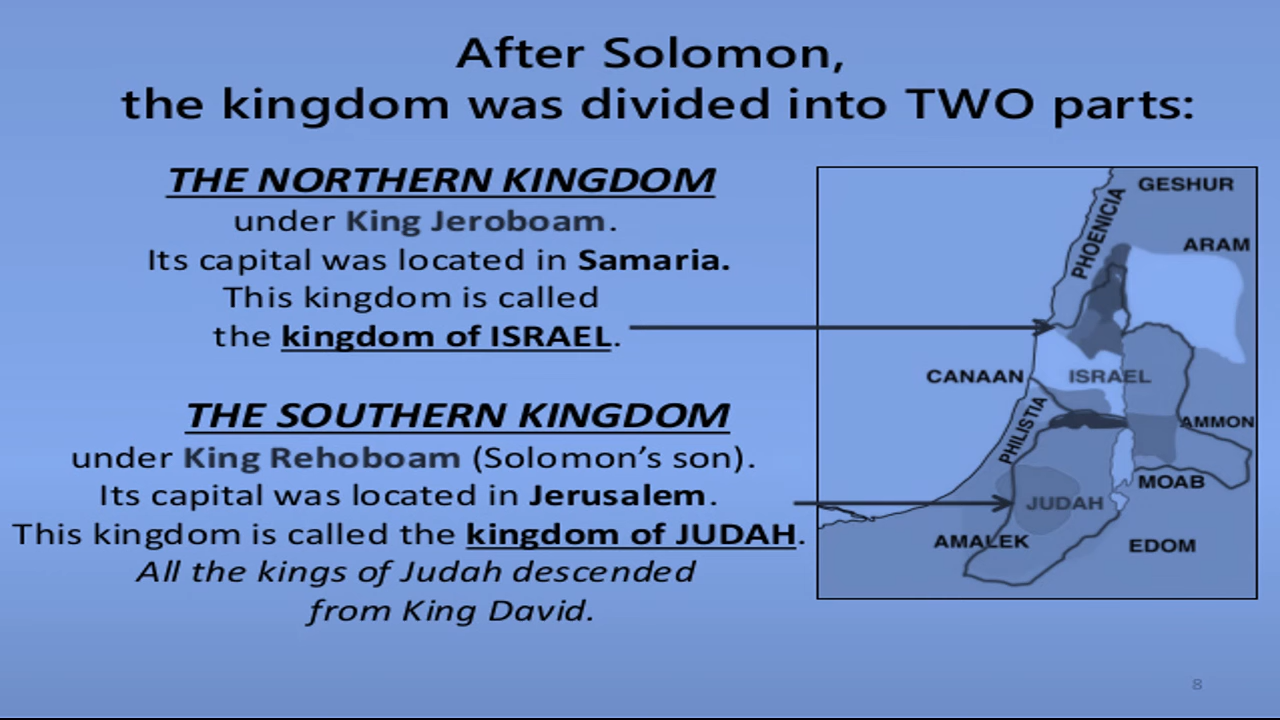 After Solomon,
the kingdom was divided into TWO parts:
THE NORTHERN KINGDOM
under King Jeroboam.
Its capital was located in Samaria.
This kingdom is called
the kingdom of ISRAEL.
THE SOUTHERN KINGDOM
under King Rehoboam (Solomon’s son).
Its capital was located in Jerusalem.
This kingdom is called the kingdom of JUDAH.
All the kings of Judah descended
from King David.
GESHUR
PHOENICIA
ARAM
CANAAN
ISRAEL
PHILISTIA
AMMON
MOAB
JUDAH
AMALEK
EDOM
8